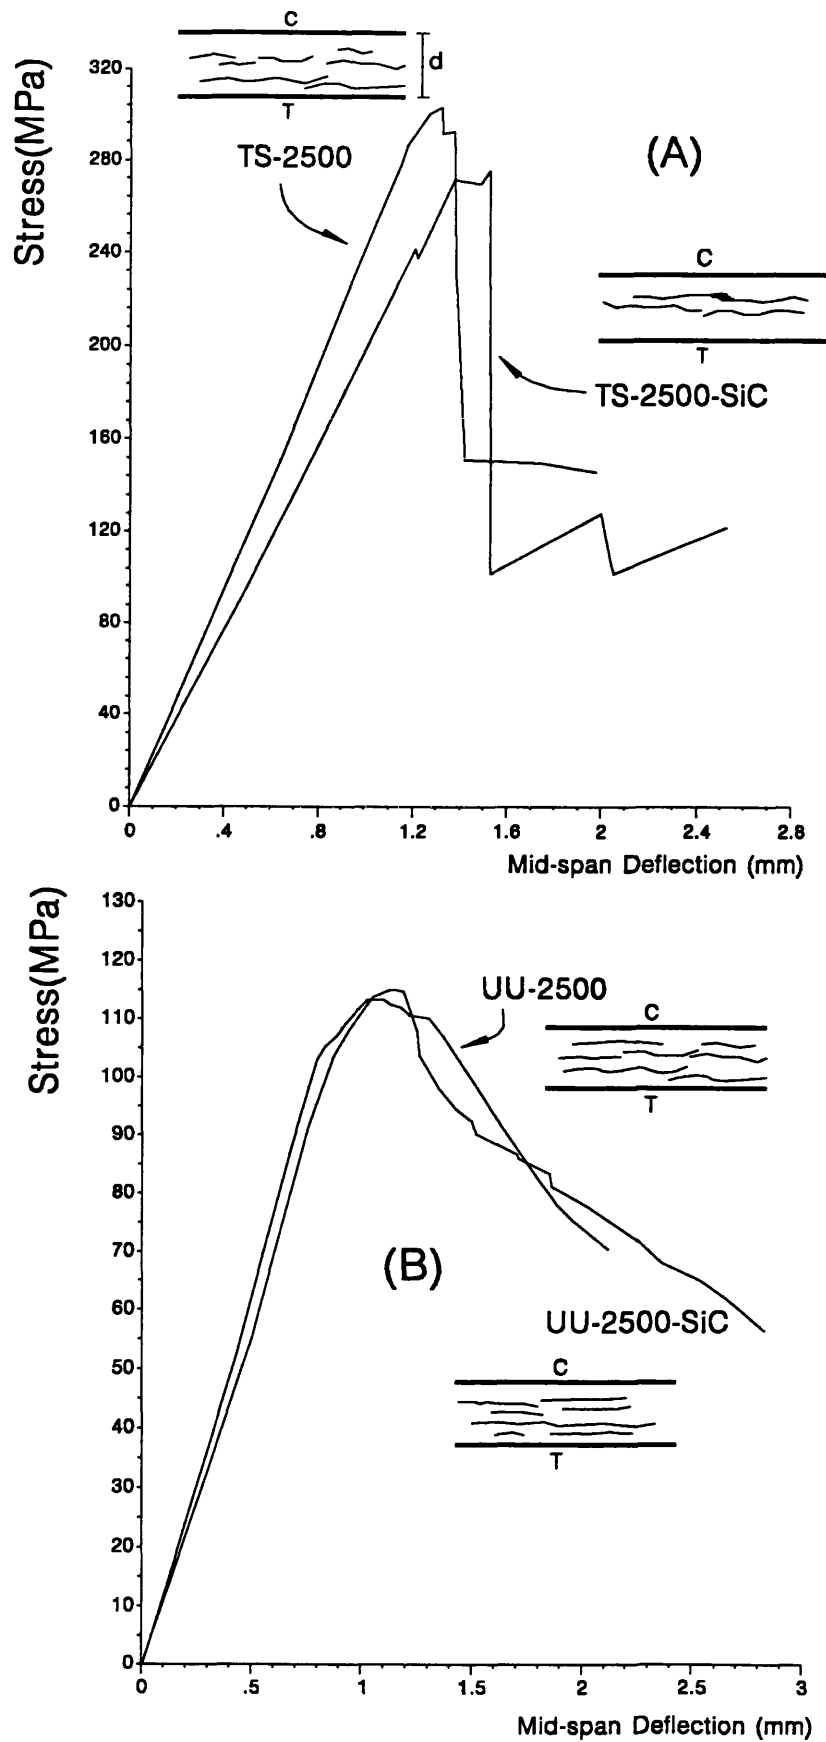 C
d
T
Stress(MPa)
320
280
240
200
160
120
80
40
0
TS-2500
(A)
C
T
TS-2500-SiC
0 .4 .8 1.2 1.6 2 2.4 2.8
Mid-span Deflection (mm)
Stress(MPa)
130
120
110
100
90
80
70
60
50
40
30
20
10
0
UU-2500
C
T
(B)
UU-2500-SiC
C
T
0 .5 1 1.5 2 2.5 3
Mid-span Deflection (mm)